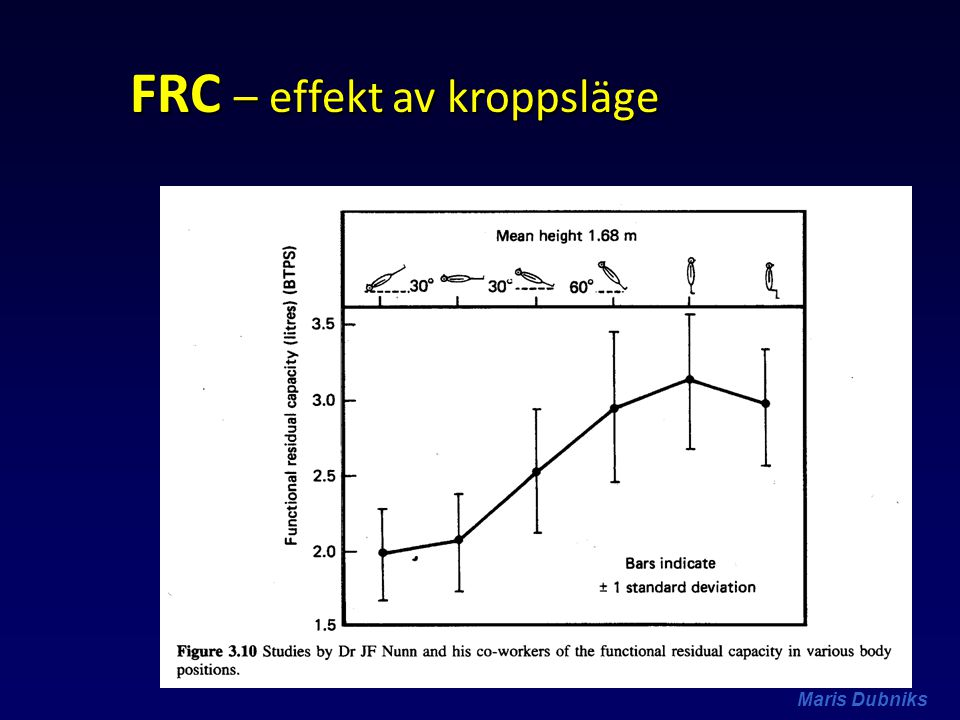 FRC – effekt av kroppsläge
Mean height 1.68 m
30° 30° 60°
Functional residual capacity (litres) (BTPS)
3.5
3.0
2.5
2.0
1.5
Bars indicate
± 1 standard deviation
Figure 3.10 Studies by Dr JF Nunn and his co-workers of the functional residual capacity in various body
positions.
Maris Dubniks